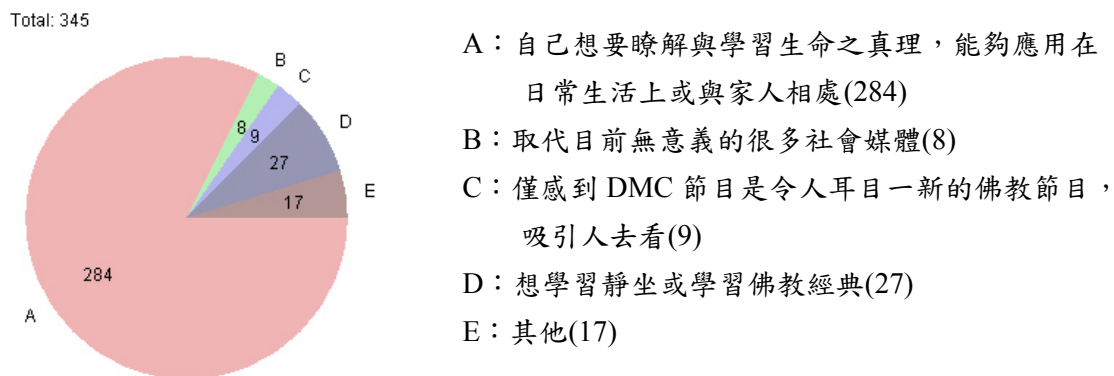 Total: 345
B
C
D
E
A
8
9
27
17
284
A：自己想要瞭解與學習生命之真理，能夠應用在
日常生活上或與家人相處(284)
B：取代目前無意義的很多社會媒體(8)
C：僅感到 DMC 節目是令人耳目一新的佛教節目，
吸引人去看(9)
D：想學習靜坐或學習佛教經典(27)
E：其他(17)